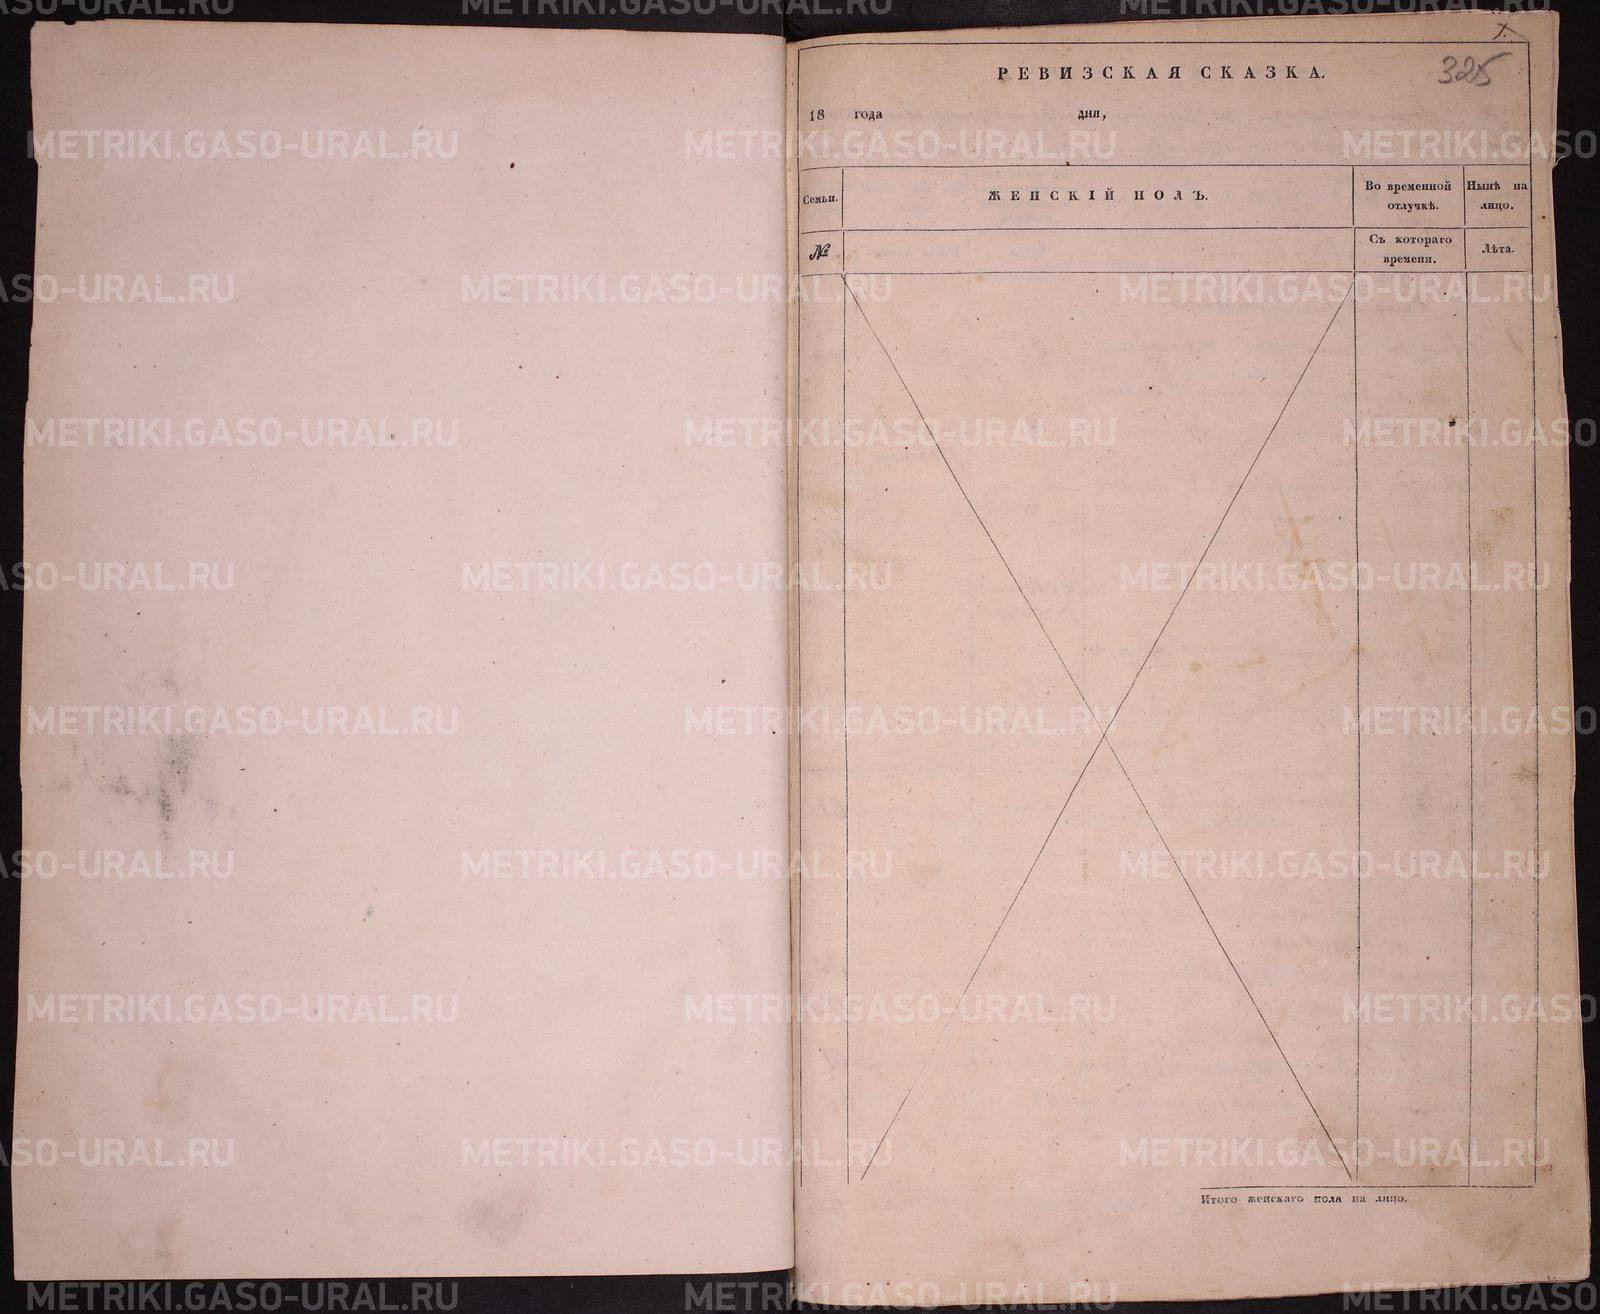 1.
325
РЕВИЗСКАЯ СКАЗКА.
18 года дня,
Семьи.
ЖЕНСКІЙ ПОЛЪ.
Во временной отлучкѣ.
Нынѣ на лицо.
№
Съ котораго времени.
Лѣта.
Итого женскаго пола на лицо.
METRIKI.GASO-URAL.RU